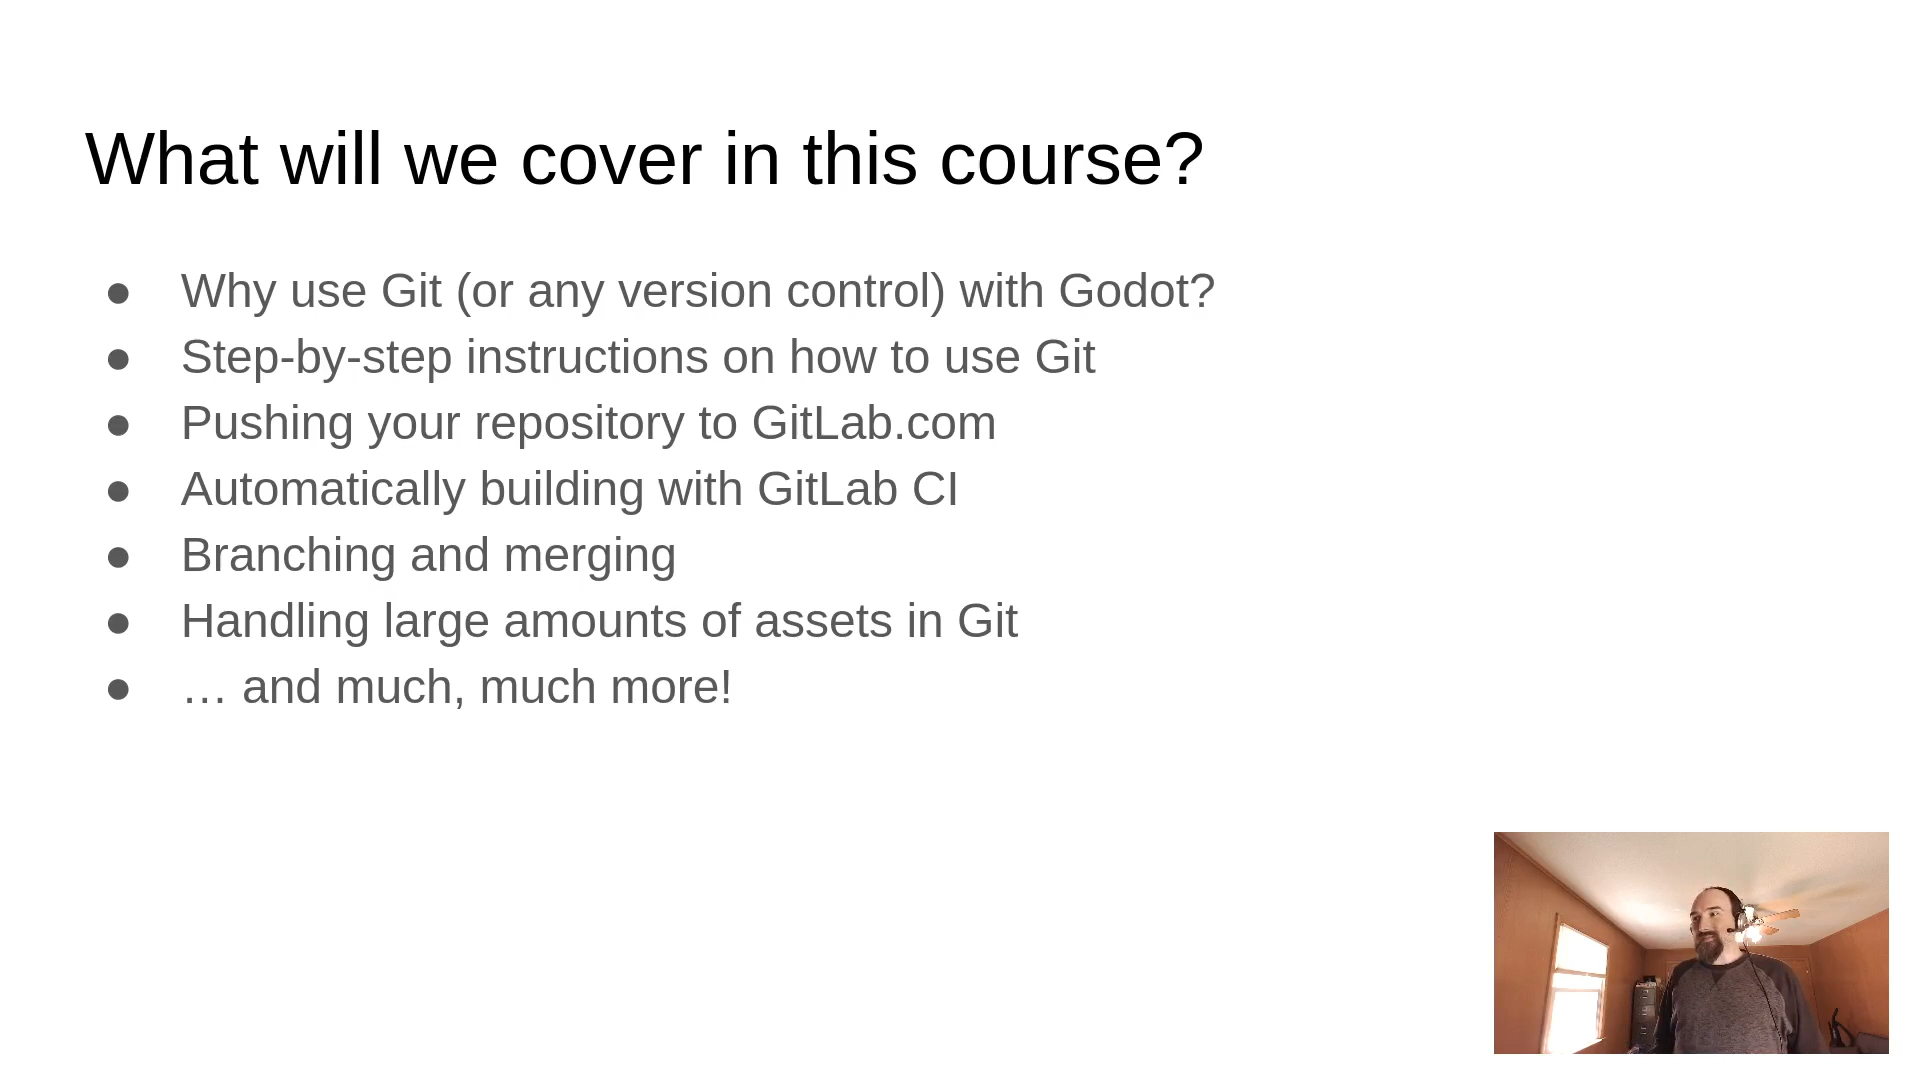 What will we cover in this course?
● Why use Git (or any version control) with Godot?
● Step-by-step instructions on how to use Git
● Pushing your repository to GitLab.com
● Automatically building with GitLab CI
● Branching and merging
● Handling large amounts of assets in Git
● … and much, much more!